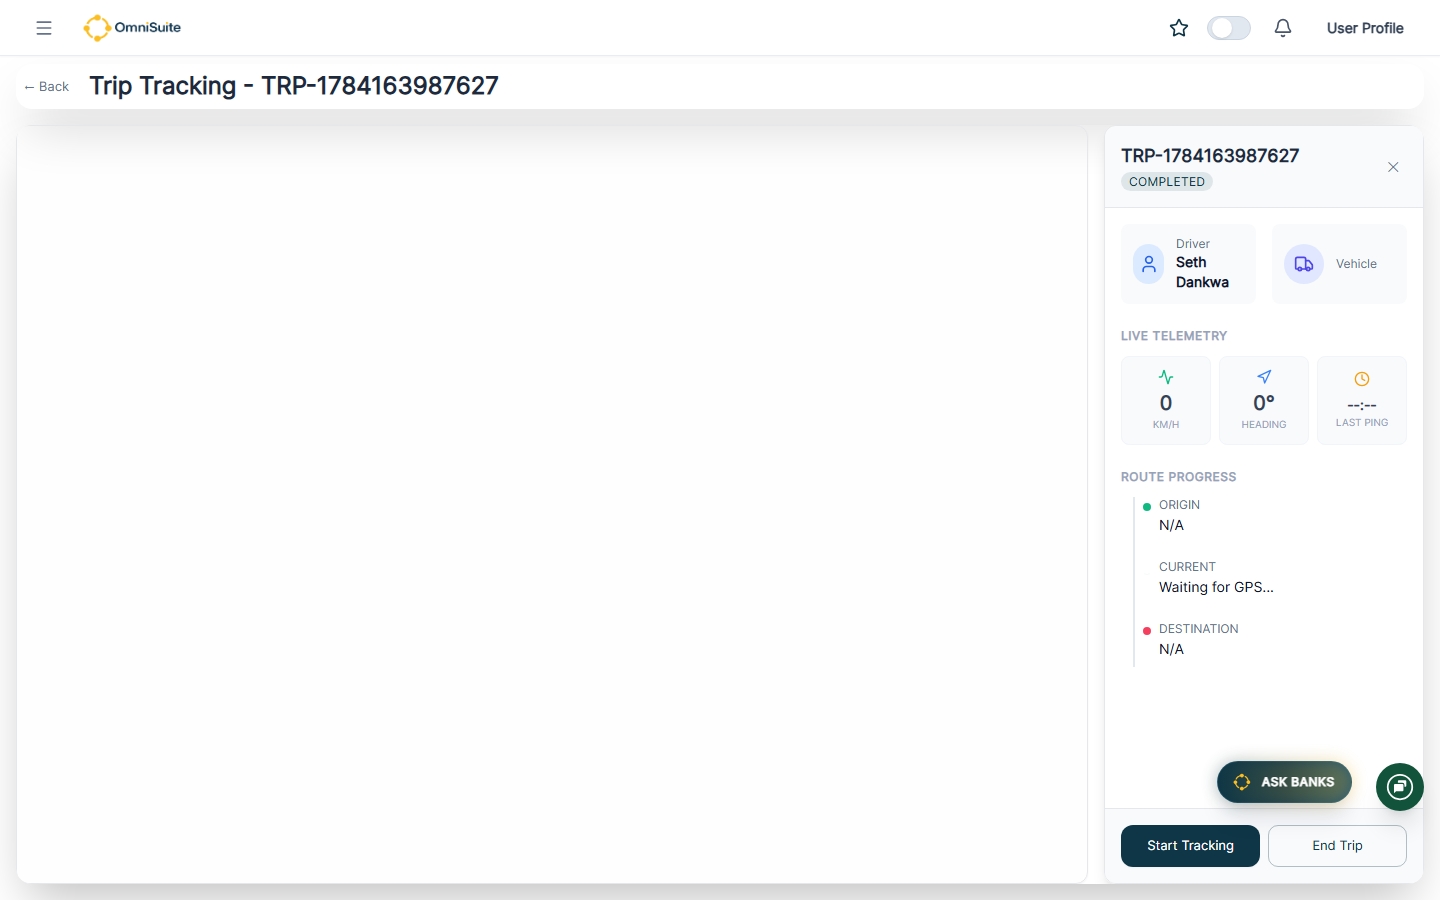 OmniSuite
User Profile
← Back
Trip Tracking - TRP-1784163987627
TRP-1784163987627
COMPLETED
Driver
Seth
Dankwa
Vehicle
LIVE TELEMETRY
0
KM/H
0°
HEADING
--:--
LAST PING
ROUTE PROGRESS
ORIGIN
N/A
CURRENT
Waiting for GPS...
DESTINATION
N/A
ASK BANKS
Start Tracking
End Trip